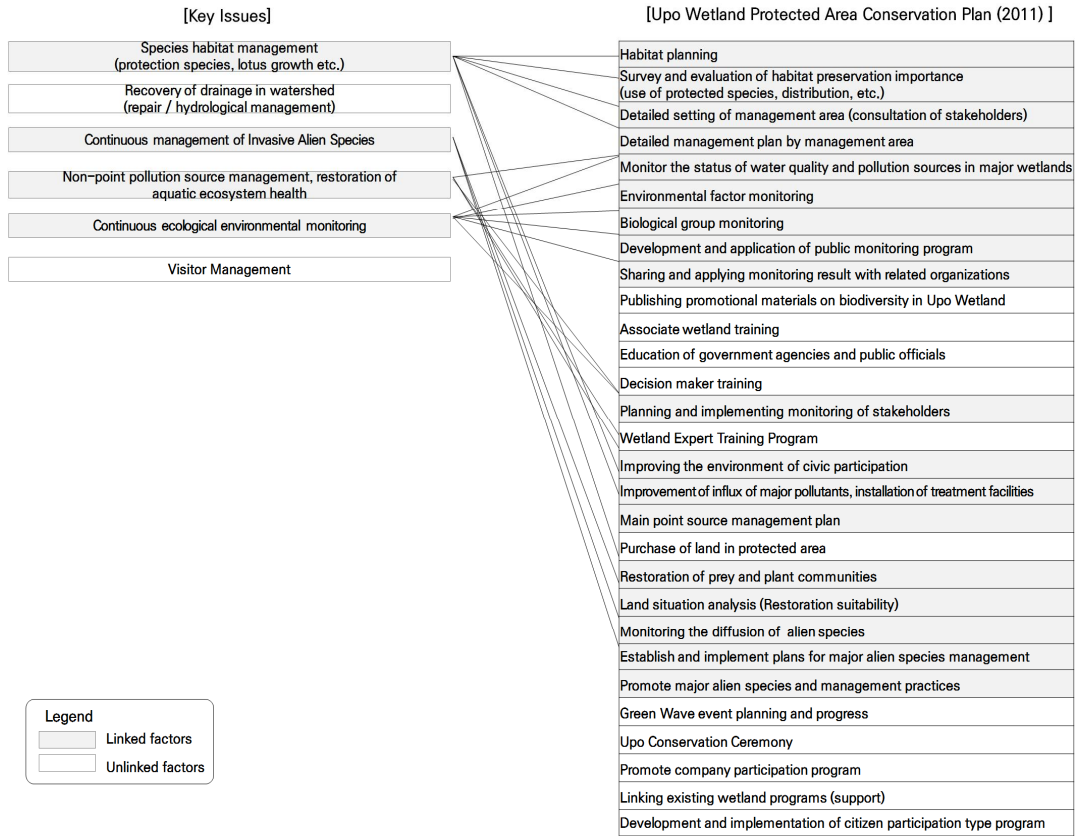 [Key Issues]
Species habitat management
(protection species, lotus growth etc.)
Recovery of drainage in watershed
(repair / hydrological management)
Continuous management of Invasive Alien Species
Non-point pollution source management, restoration of
aquatic ecosystem health
Continuous ecological environmental monitoring
Visitor Management
[Upo Wetland Protected Area Conservation Plan (2011) ]
Habitat planning
Survey and evaluation of habitat preservation importance
(use of protected species, distribution, etc.)
Detailed setting of management area (consultation of stakeholders)
Detailed management plan by management area
Monitor the status of water quality and pollution sources in major wetlands
Environmental factor monitoring
Biological group monitoring
Development and application of public monitoring program
Sharing and applying monitoring result with related organizations
Publishing promotional materials on biodiversity in Upo Wetland
Associate wetland training
Education of government agencies and public officials
Decision maker training
Planning and implementing monitoring of stakeholders
Wetland Expert Training Program
Improving the environment of civic participation
Improvement of influx of major pollutants, installation of treatment facilities
Main point source management plan
Purchase of land in protected area
Restoration of prey and plant communities
Land situation analysis (Restoration suitability)
Monitoring the diffusion of alien species
Establish and implement plans for major alien species management
Promote major alien species and management practices
Green Wave event planning and progress
Upo Conservation Ceremony
Promote company participation program
Linking existing wetland programs (support)
Development and implementation of citizen participation type program
Legend
Linked factors
Unlinked factors